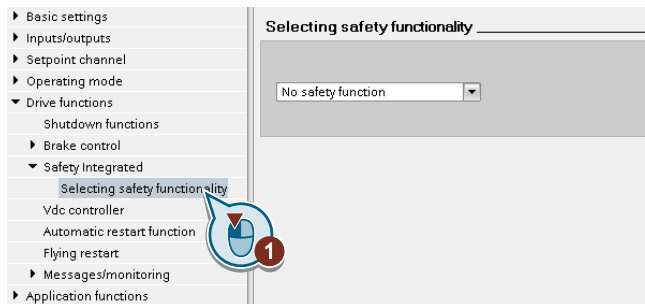 Basic settings
Inputs/outputs
Setpoint channel
Operating mode
Drive functions
Shutdown functions
Brake control
Safety Integrated
Selecting safety functionality
Vdc controller
Automatic restart function
Flying restart
Messages/monitoring
Application functions
Selecting safety functionality
No safety function
1